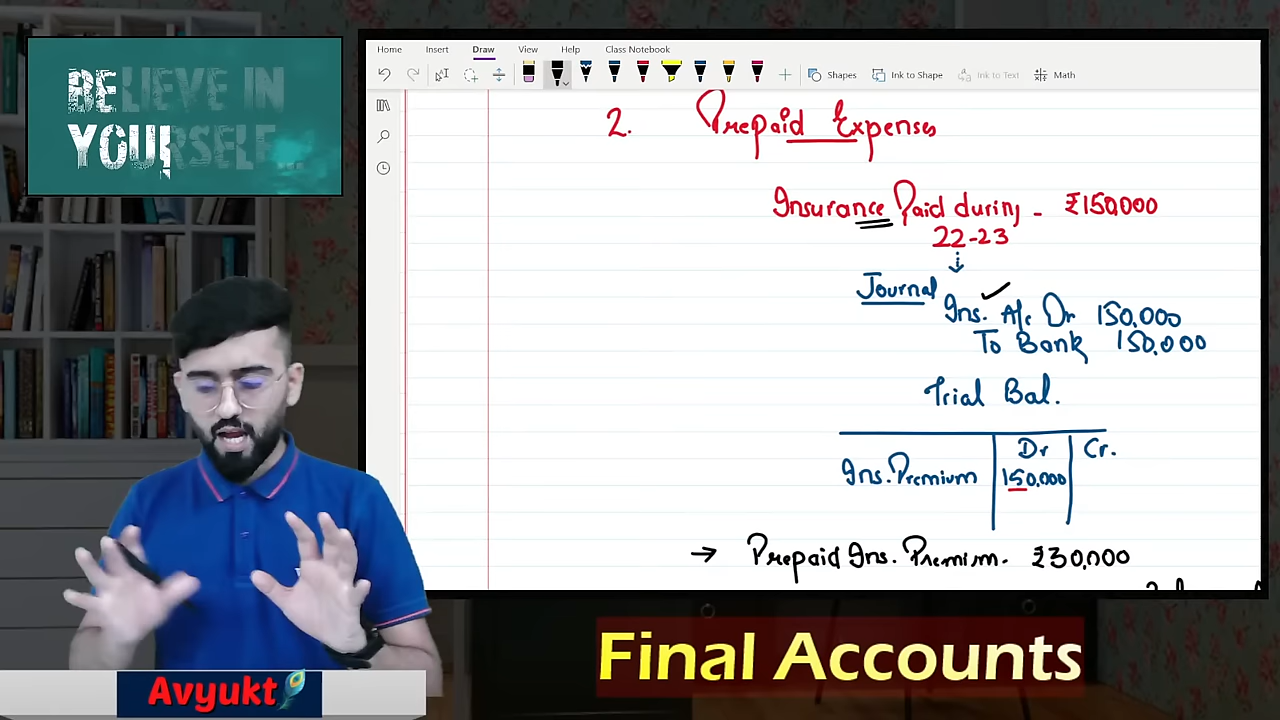 BELIEVE IN
YOURSELF...
Home Insert Draw View Help Class Notebook
Shapes Ink to Shape Ink to Text Math
2. Prepaid Expenses
Insurance Paid during - ₹150,000
22-23
Journal
Ins. A/c Dr 150,000
To Bank 150,000
Trial Bal.
Dr Cr.
Ins. Premium 150,000
→ Prepaid Ins. Premium. ₹30,000
Final Accounts
Avyukt